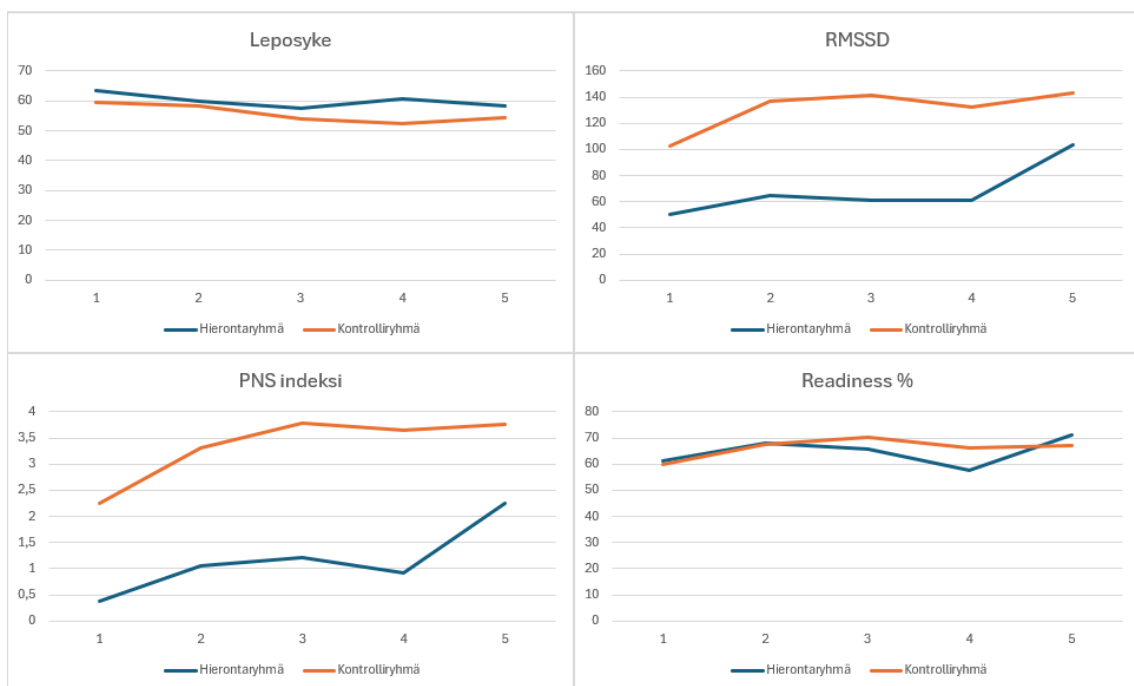 Leposyke
70
60
50
40
30
20
10
0
1 2 3 4 5
Hierontaryhmä Kontrolliryhmä
RMSSD
160
140
120
100
80
60
40
20
0
1 2 3 4 5
Hierontaryhmä Kontrolliryhmä
PNS indeksi
4
3,5
3
2,5
2
1,5
1
0,5
0
1 2 3 4 5
Hierontaryhmä Kontrolliryhmä
Readiness %
80
70
60
50
40
30
20
10
0
1 2 3 4 5
Hierontaryhmä Kontrolliryhmä